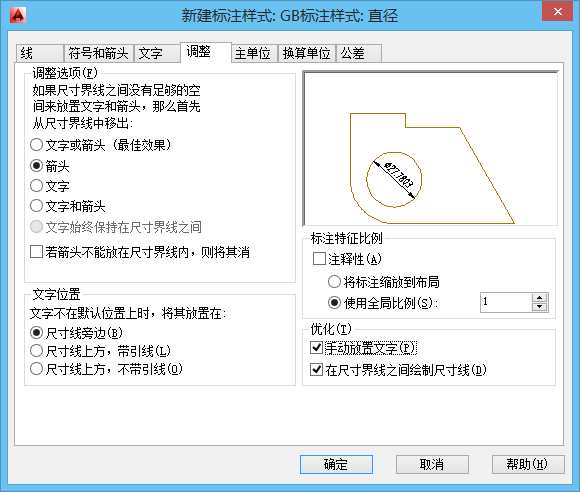 新建标注样式: GB标注样式: 直径
线 符号和箭头 文字 调整 主单位 换算单位 公差
调整选项(F)
如果尺寸界线之间没有足够的空
间来放置文字和箭头，那么首先
从尺寸界线中移出:
文字或箭头（最佳效果）
箭头
文字
文字和箭头
文字始终保持在尺寸界线之间
若箭头不能放在尺寸界线内，则将其消
文字位置
文字不在默认位置上时，将其放置在:
尺寸线旁边(B)
尺寸线上方，带引线(L)
尺寸线上方，不带引线(O)
Φ27.7803
标注特征比例
注释性(A)
将标注缩放到布局
使用全局比例(S): 1
优化(T)
手动放置文字(P)
在尺寸界线之间绘制尺寸线(D)
确定 取消 帮助(H)